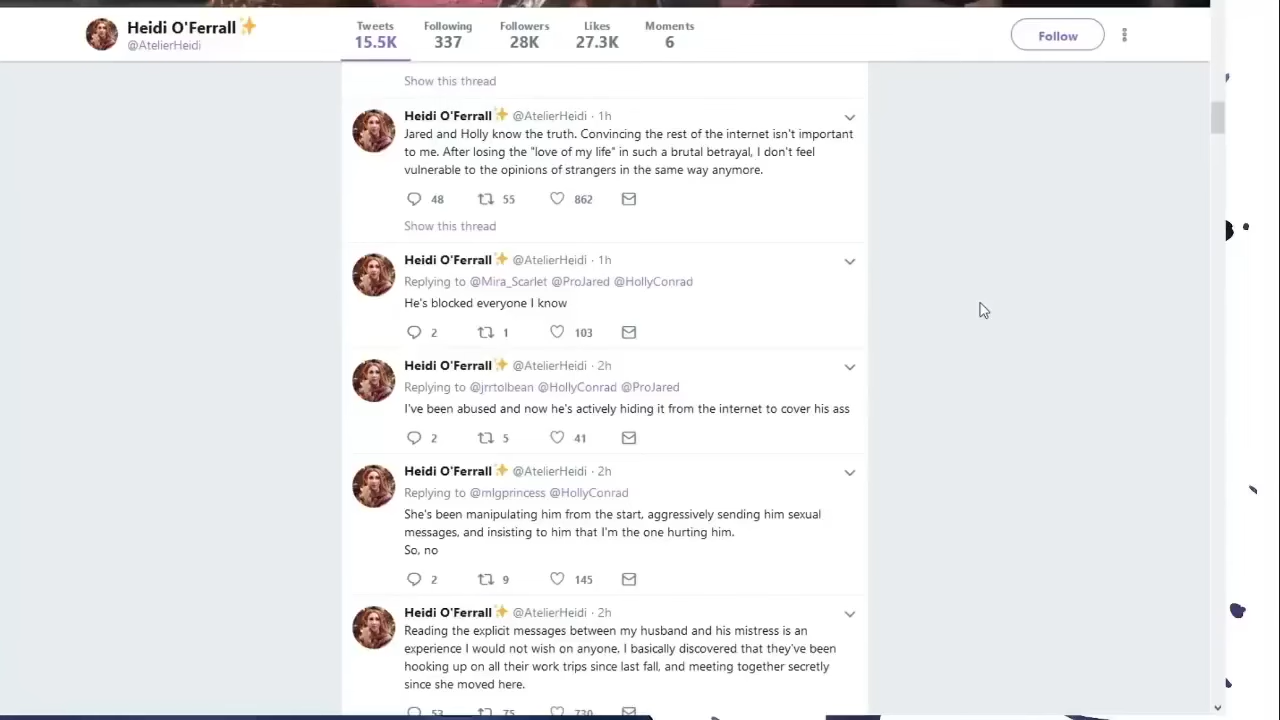 Heidi O'Ferrall✨
@AtelierHeidi
Tweets
15.5K
Following
337
Followers
28K
Likes
27.3K
Moments
6
Follow
Show this thread
Heidi O'Ferrall✨ @AtelierHeidi · 1h
Jared and Holly know the truth. Convincing the rest of the internet isn't important
to me. After losing the "love of my life" in such a brutal betrayal, I don't feel
vulnerable to the opinions of strangers in the same way anymore.
48 55 862
Show this thread
Heidi O'Ferrall✨ @AtelierHeidi · 1h
Replying to @Mira_Scarlet @ProJared @HollyConrad
He's blocked everyone I know
2 1 103
Heidi O'Ferrall✨ @AtelierHeidi · 2h
Replying to @jrrtolbean @HollyConrad @ProJared
I've been abused and now he's actively hiding it from the internet to cover his ass
2 5 41
Heidi O'Ferrall✨ @AtelierHeidi · 2h
Replying to @mlgprincess @HollyConrad
She's been manipulating him from the start, aggressively sending him sexual
messages, and insisting to him that I'm the one hurting him.
So, no
2 9 145
Heidi O'Ferrall✨ @AtelierHeidi · 2h
Reading the explicit messages between my husband and his mistress is an
experience I would not wish on anyone. I basically discovered that they've been
hooking up on all their work trips since last fall, and meeting together secretly
since she moved here.
53 75 730